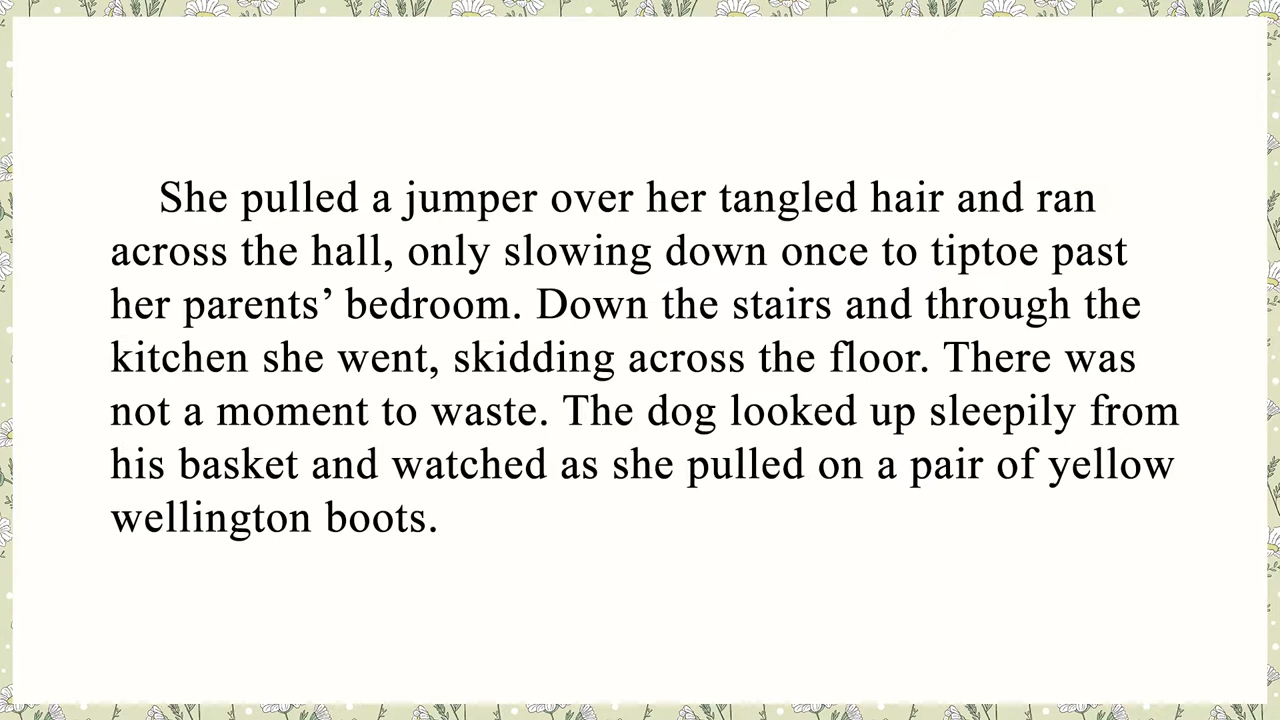 She pulled a jumper over her tangled hair and ran
across the hall, only slowing down once to tiptoe past
her parents’ bedroom. Down the stairs and through the
kitchen she went, skidding across the floor. There was
not a moment to waste. The dog looked up sleepily from
his basket and watched as she pulled on a pair of yellow
wellington boots.